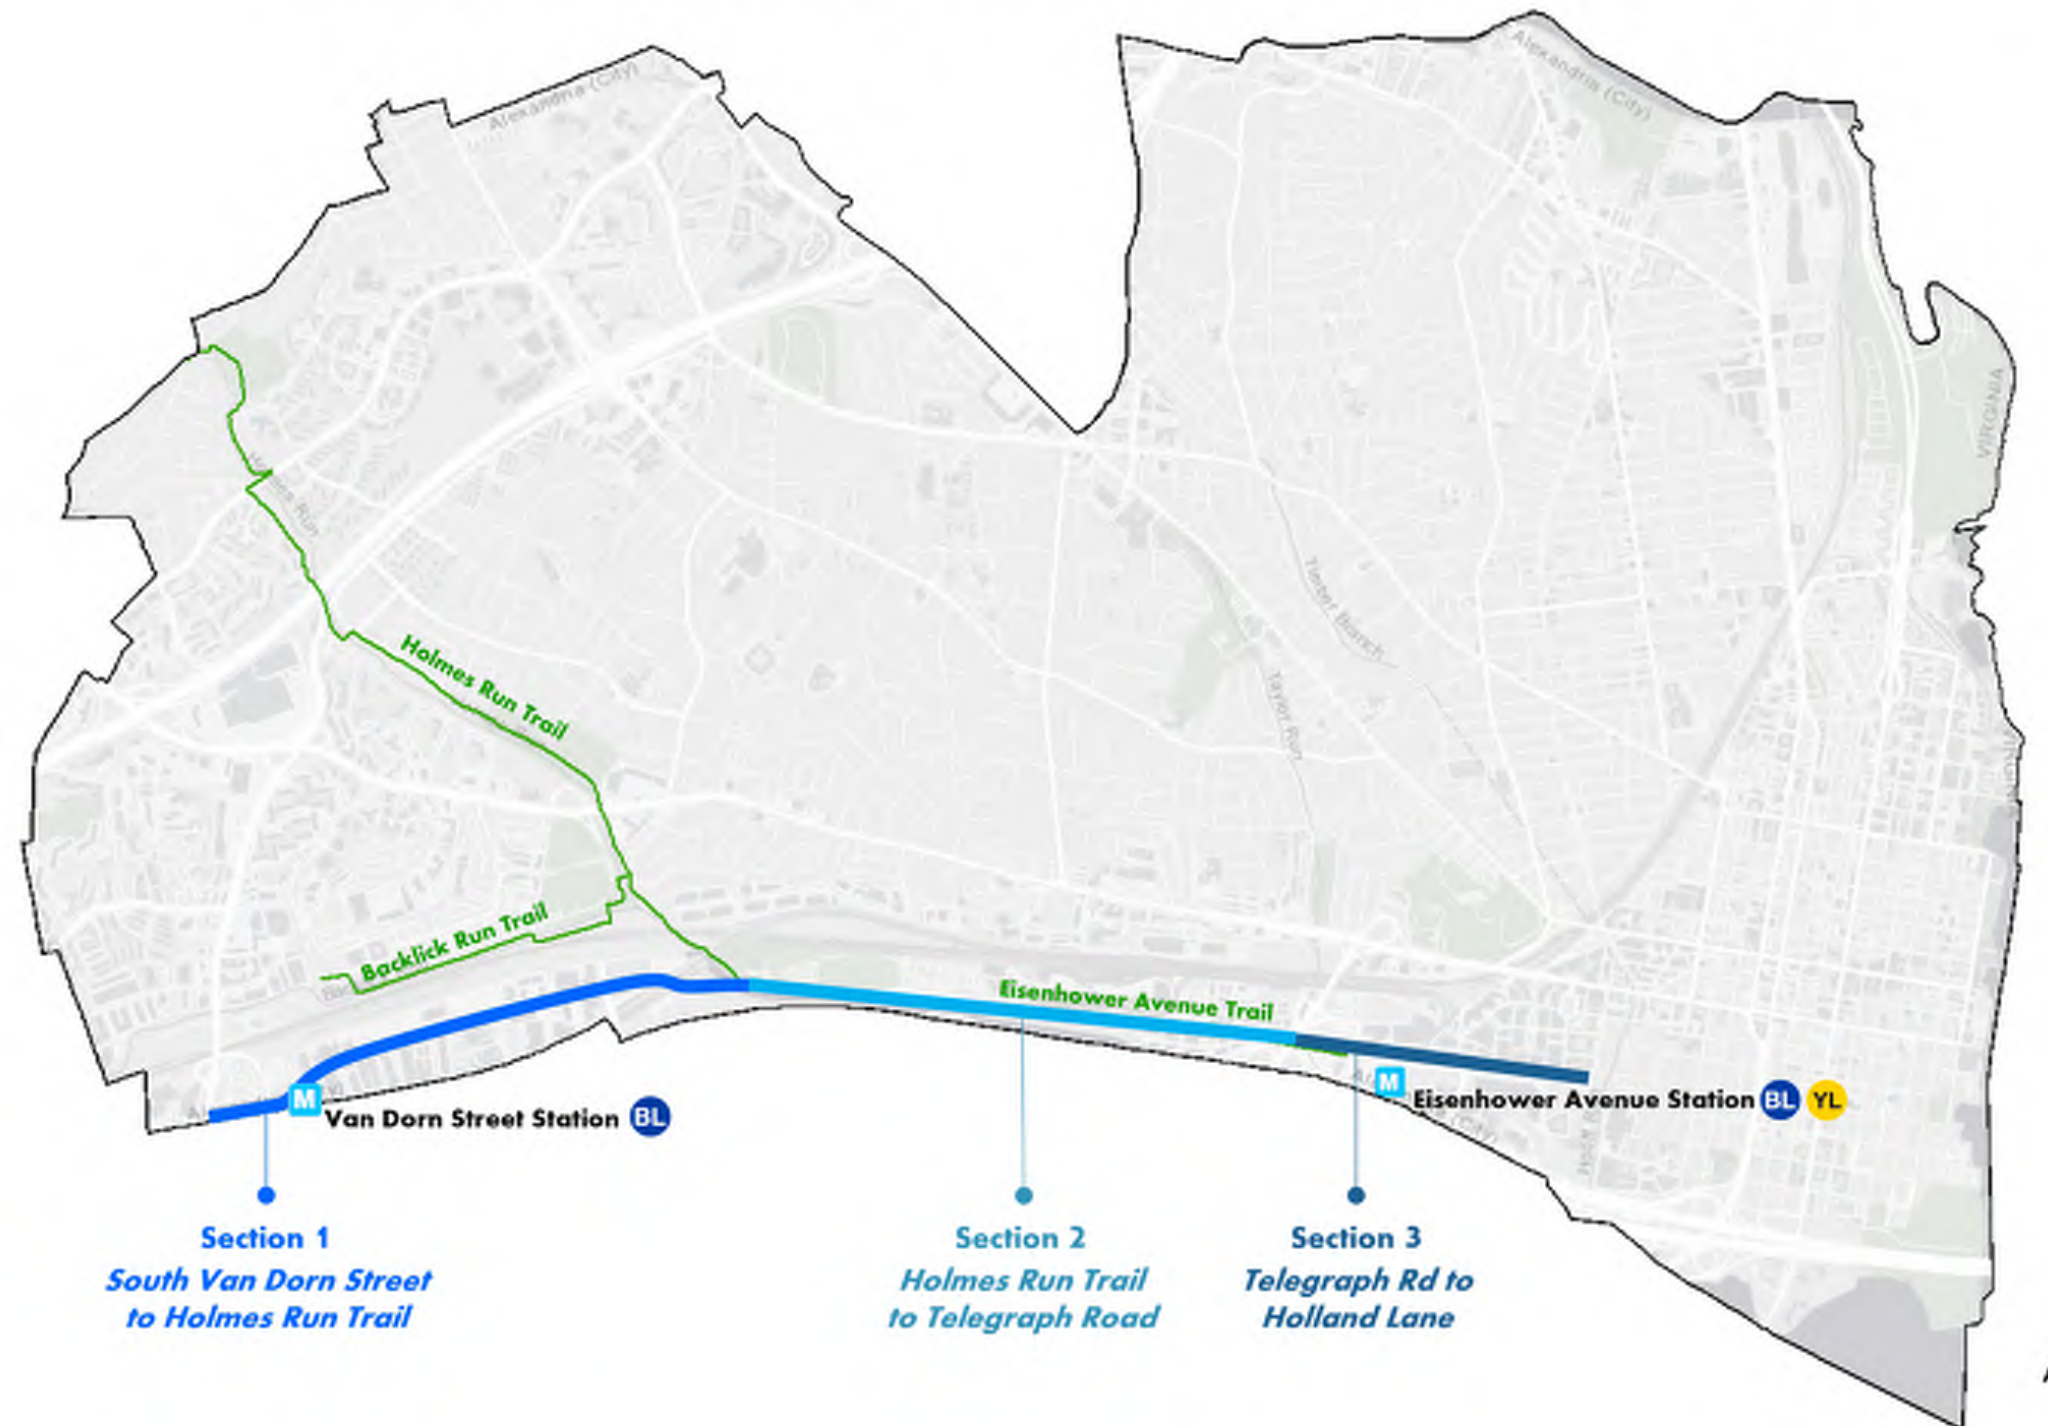 Alexandria (City)
Alexandria (City)
VIRGINIA
Holmes Run
Timber Branch
Taylor Run
Holmes Run Trail
Backlick Run Trail
Eisenhower Avenue Trail
M
Van Dorn Street Station BL
M
Eisenhower Avenue Station BL YL
(City)
Section 1
South Van Dorn Street
to Holmes Run Trail
Section 2
Holmes Run Trail
to Telegraph Road
Section 3
Telegraph Rd to
Holland Lane